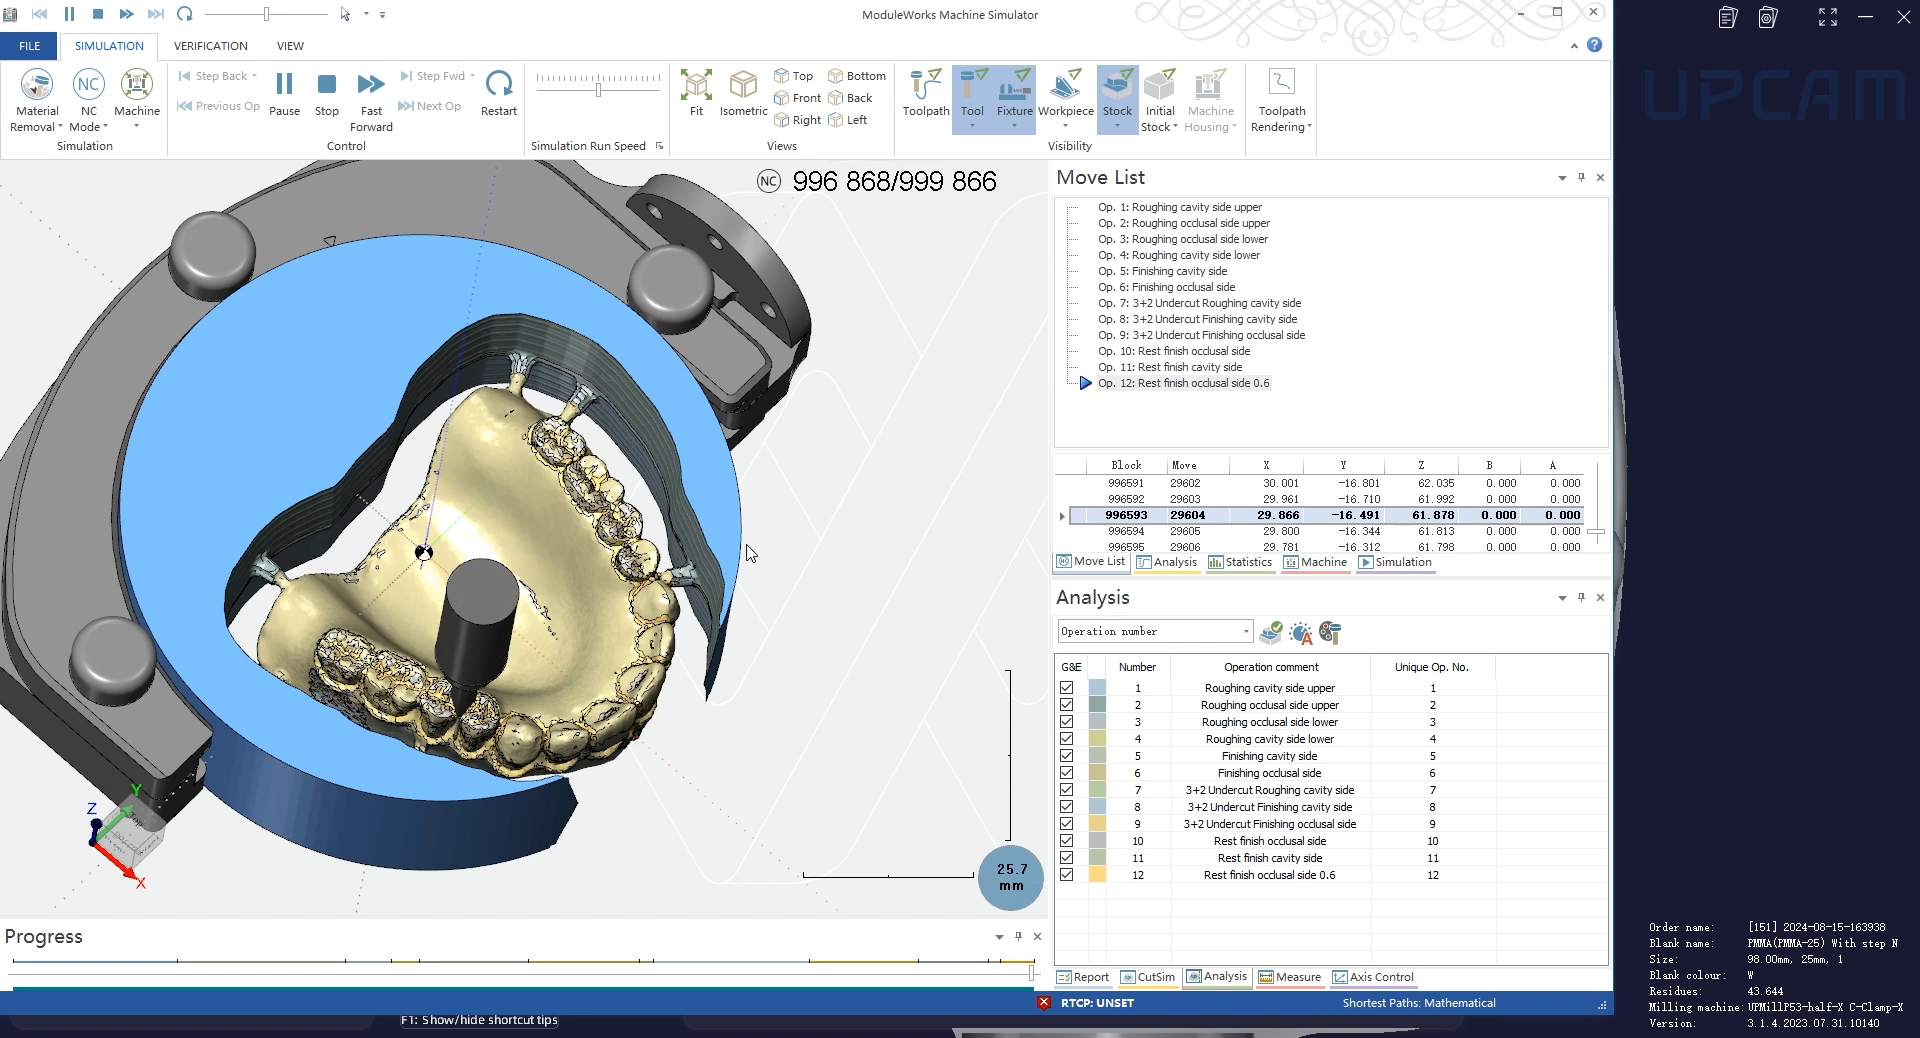 ModuleWorks Machine Simulator
FILE SIMULATION VERIFICATION VIEW
Material Removal
NC Mode
Machine
Simulation
Step Back
Previous Op
Pause
Stop
Fast Forward
Step Fwd
Next Op
Restart
Control
Simulation Run Speed
Fit
Isometric
Top
Front
Right
Bottom
Back
Left
Views
Toolpath
Tool
Fixture
Workpiece
Stock
Initial Stock
Machine Housing
Visibility
Toolpath Rendering
UPCAM
NC 996 868/999 866
Move List
Op. 1: Roughing cavity side upper
Op. 2: Roughing occlusal side upper
Op. 3: Roughing occlusal side lower
Op. 4: Roughing cavity side lower
Op. 5: Finishing cavity side
Op. 6: Finishing occlusal side
Op. 7: 3+2 Undercut Roughing cavity side
Op. 8: 3+2 Undercut Finishing cavity side
Op. 9: 3+2 Undercut Finishing occlusal side
Op. 10: Rest finish occlusal side
Op. 11: Rest finish cavity side
Op. 12: Rest finish occlusal side 0.6
Block Move X Y Z B A
996591 29602 30.001 -16.801 62.035 0.000 0.000
996592 29603 29.961 -16.710 61.992 0.000 0.000
996593 29604 29.866 -16.491 61.878 0.000 0.000
996594 29605 29.800 -16.344 61.813 0.000 0.000
996595 29606 29.781 -16.312 61.798 0.000 0.000
Move List Analysis Statistics Machine Simulation
Analysis
Operation number
G&E Number Operation comment Unique Op. No.
1 Roughing cavity side upper 1
2 Roughing occlusal side upper 2
3 Roughing occlusal side lower 3
4 Roughing cavity side lower 4
5 Finishing cavity side 5
6 Finishing occlusal side 6
7 3+2 Undercut Roughing cavity side 7
8 3+2 Undercut Finishing cavity side 8
9 3+2 Undercut Finishing occlusal side 9
10 Rest finish occlusal side 10
11 Rest finish cavity side 11
12 Rest finish occlusal side 0.6 12
Z Y X
Top
25.7 mm
Progress
Report CutSim Analysis Measure Axis Control
RTCP: UNSET
Shortest Paths: Mathematical
F1: Show/hide shortcut tips
Order name: [151] 2024-08-15-163938
Blank name: PMMA(PMMA-25) With step N
Size: 98.00mm, 25mm, 1
Blank colour: W
Residues: 43.644
Milling machine: UPMillP53-half-X C-Clamp-X
Version: 3.1.4.2023.07.31.10140